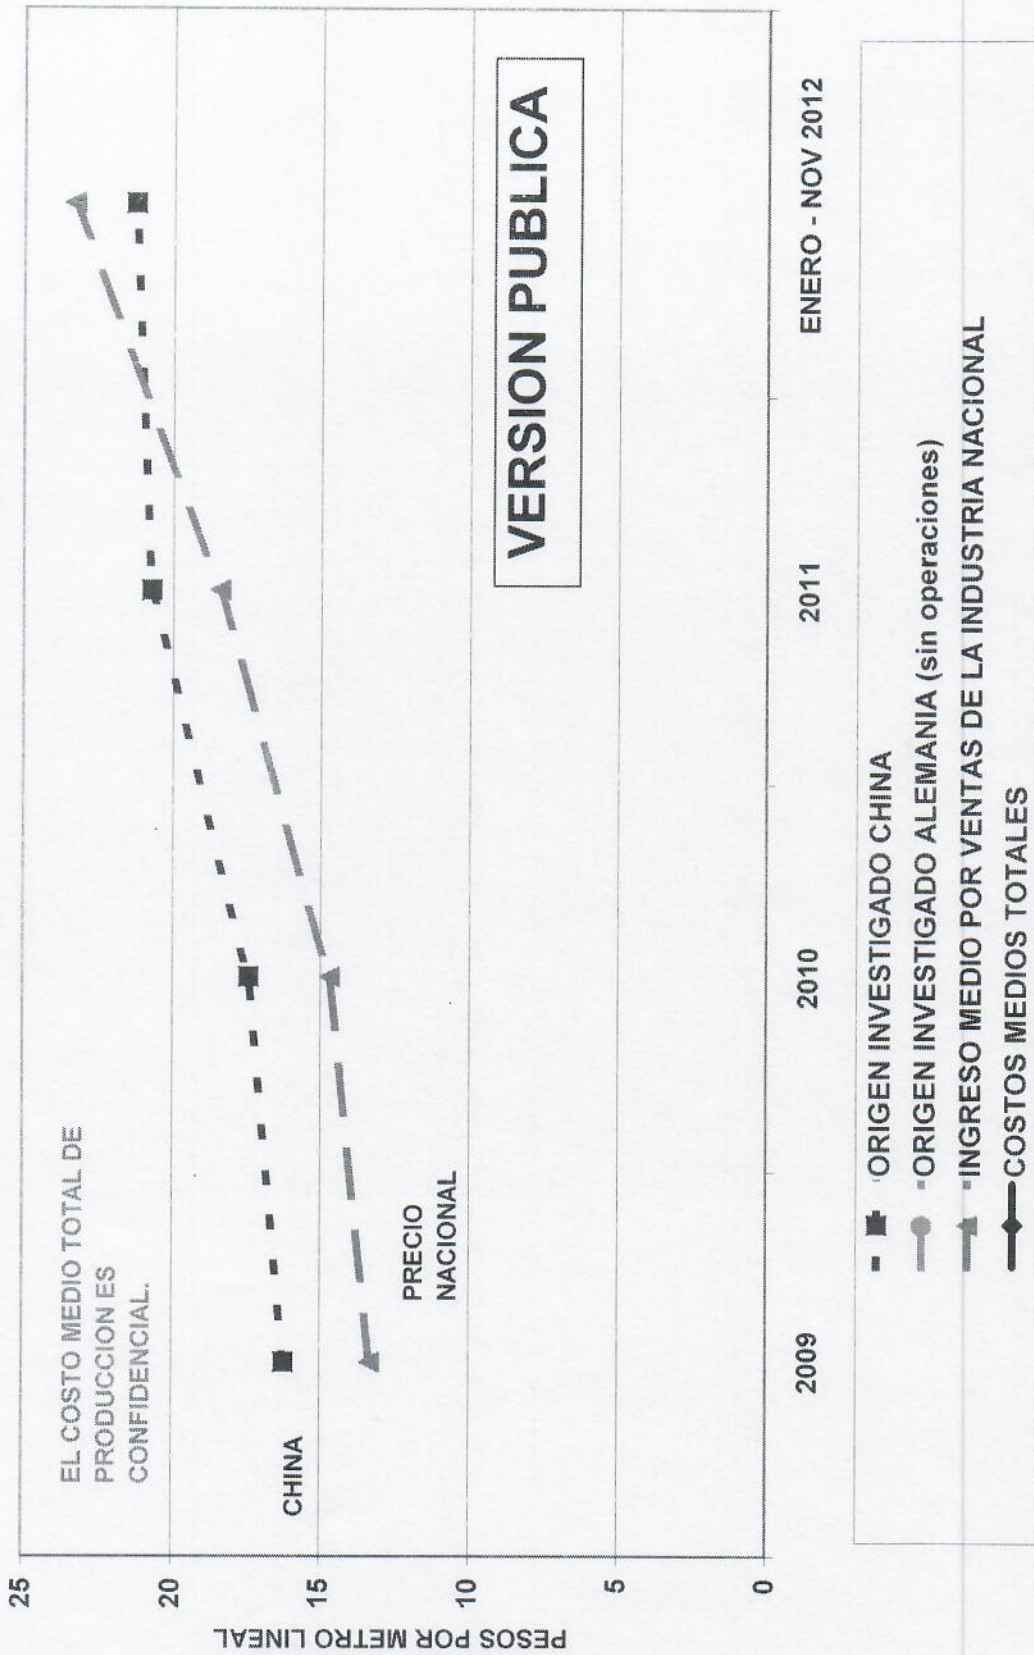 EL COSTO MEDIO TOTAL DE
PRODUCCION ES
CONFIDENCIAL.
CHINA
PRECIO
NACIONAL
VERSION PUBLICA
PESOS POR METRO LINEAL
25
20
15
10
5
0
2009
2010
2011
ENERO - NOV 2012
ORIGEN INVESTIGADO CHINA
ORIGEN INVESTIGADO ALEMANIA (sin operaciones)
INGRESO MEDIO POR VENTAS DE LA INDUSTRIA NACIONAL
COSTOS MEDIOS TOTALES